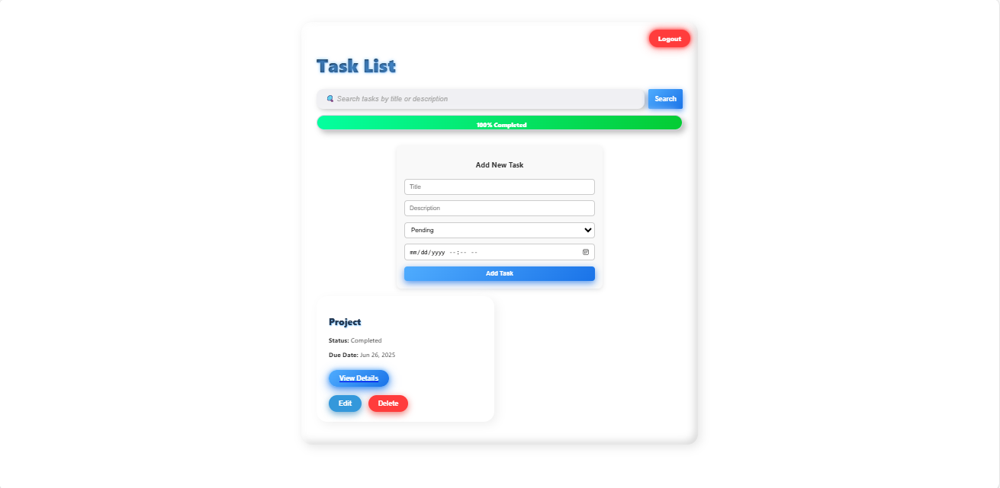 Logout
Task List
🔍 Search tasks by title or description
Search
100% Completed
Add New Task
Title
Description
Pending
mm/dd/yyyy --:-- --
Add Task
Project
Status: Completed
Due Date: Jun 26, 2025
View Details
Edit Delete